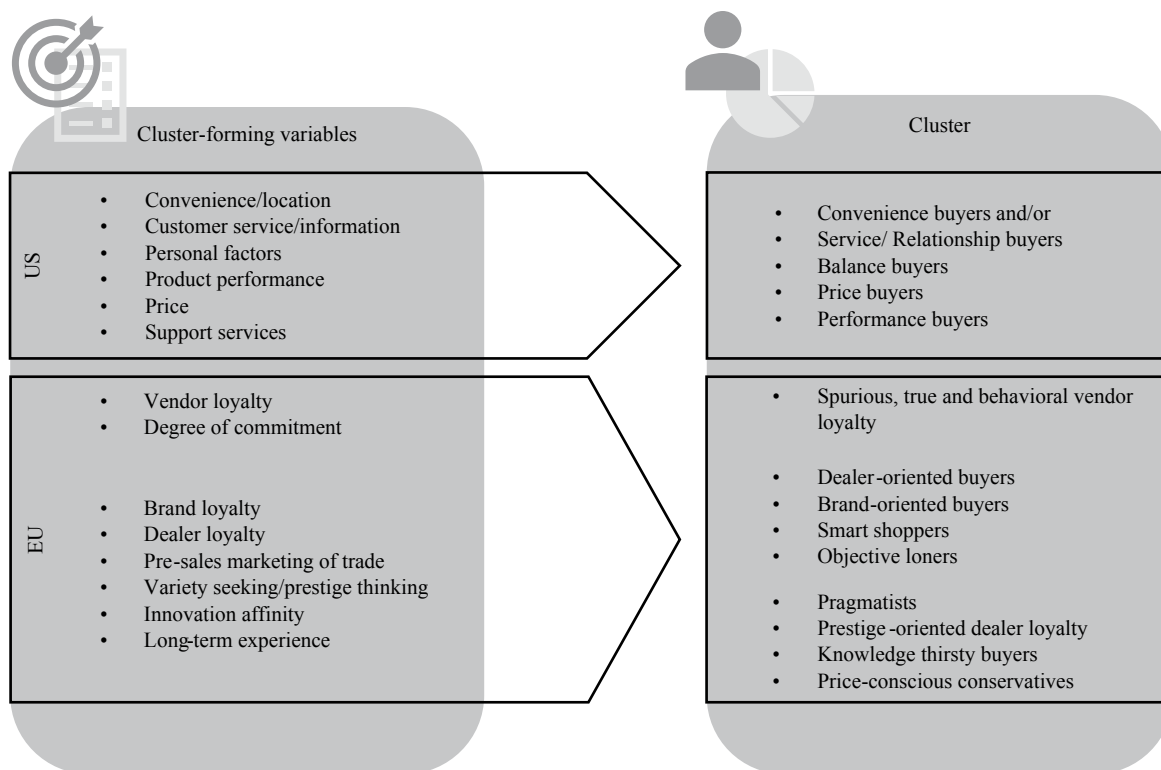 Cluster-forming variables
US
• Convenience/location
• Customer service/information
• Personal factors
• Product performance
• Price
• Support services
EU
• Vendor loyalty
• Degree of commitment
• Brand loyalty
• Dealer loyalty
• Pre-sales marketing of trade
• Variety seeking/prestige thinking
• Innovation affinity
• Long-term experience
Cluster
• Convenience buyers and/or
• Service/ Relationship buyers
• Balance buyers
• Price buyers
• Performance buyers
• Spurious, true and behavioral vendor
loyalty
• Dealer-oriented buyers
• Brand-oriented buyers
• Smart shoppers
• Objective loners
• Pragmatists
• Prestige-oriented dealer loyalty
• Knowledge thirsty buyers
• Price-conscious conservatives